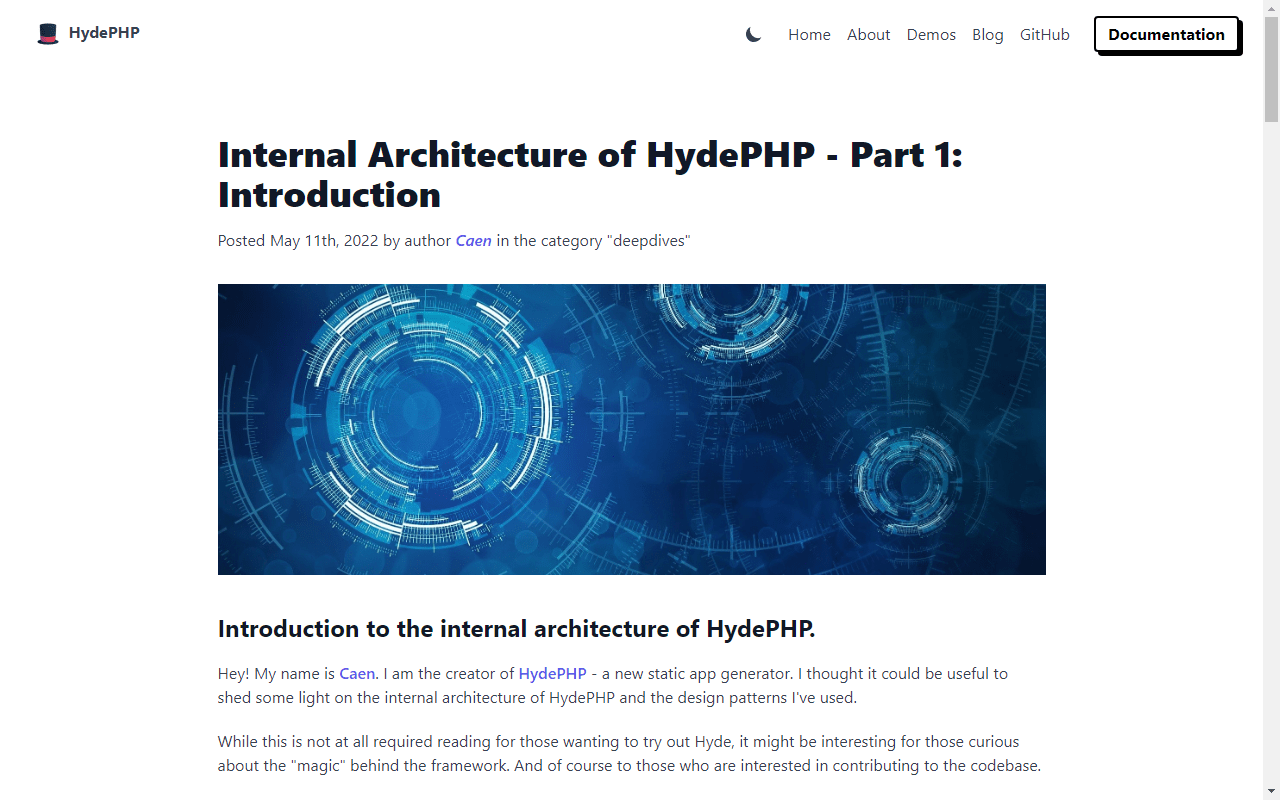 HydePHP
Home About Demos Blog GitHub Documentation
Internal Architecture of HydePHP - Part 1:
Introduction
Posted May 11th, 2022 by author Caen in the category "deepdives"
Introduction to the internal architecture of HydePHP.
Hey! My name is Caen. I am the creator of HydePHP - a new static app generator. I thought it could be useful to
shed some light on the internal architecture of HydePHP and the design patterns I've used.
While this is not at all required reading for those wanting to try out Hyde, it might be interesting for those curious
about the "magic" behind the framework. And of course to those who are interested in contributing to the codebase.